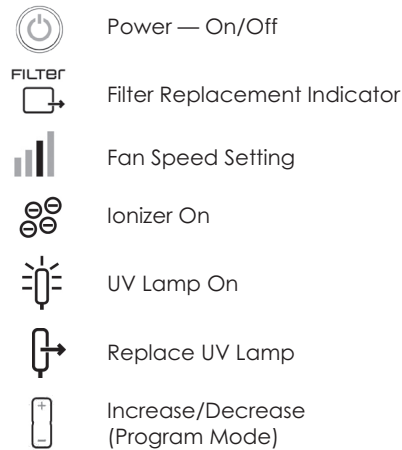 Power — On/Off
FILTER
Filter Replacement Indicator
Fan Speed Setting
Ionizer On
UV Lamp On
Replace UV Lamp
+
Increase/Decrease
−
(Program Mode)